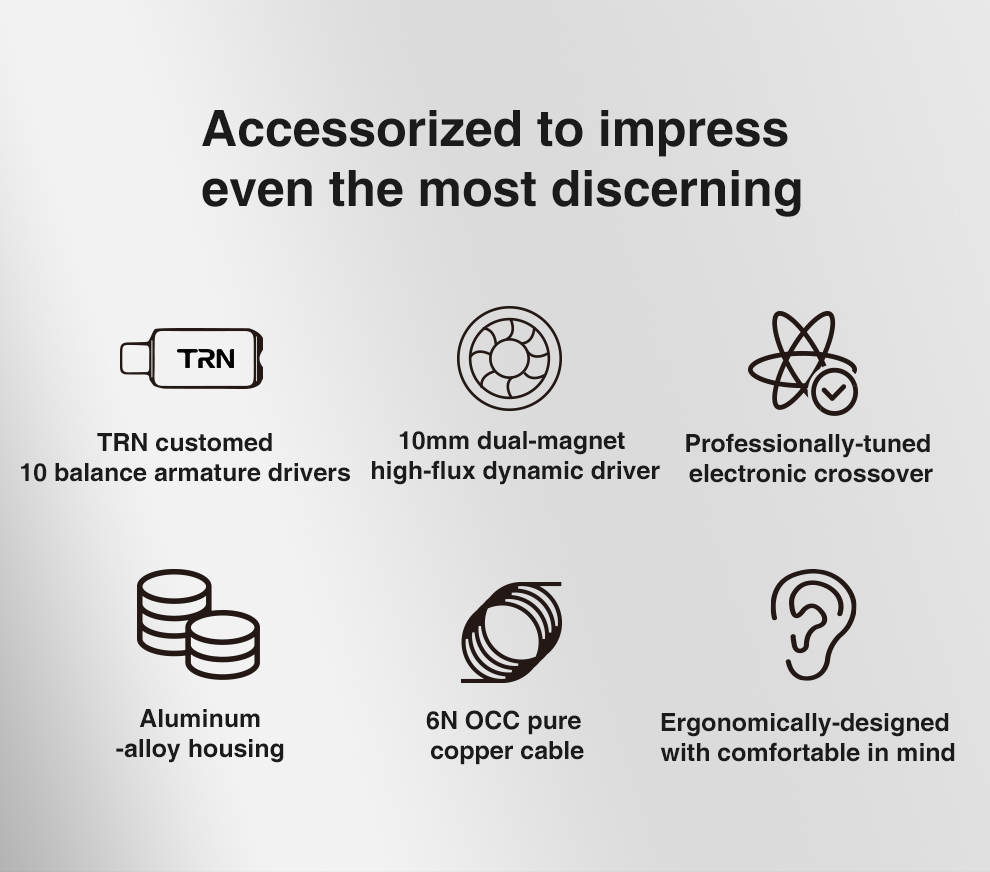 Accessorized to impress
even the most discerning
TRN
TRN customed
10 balance armature drivers
10mm dual-magnet
high-flux dynamic driver
Professionally-tuned
electronic crossover
Aluminum
-alloy housing
6N OCC pure
copper cable
Ergonomically-designed
with comfortable in mind